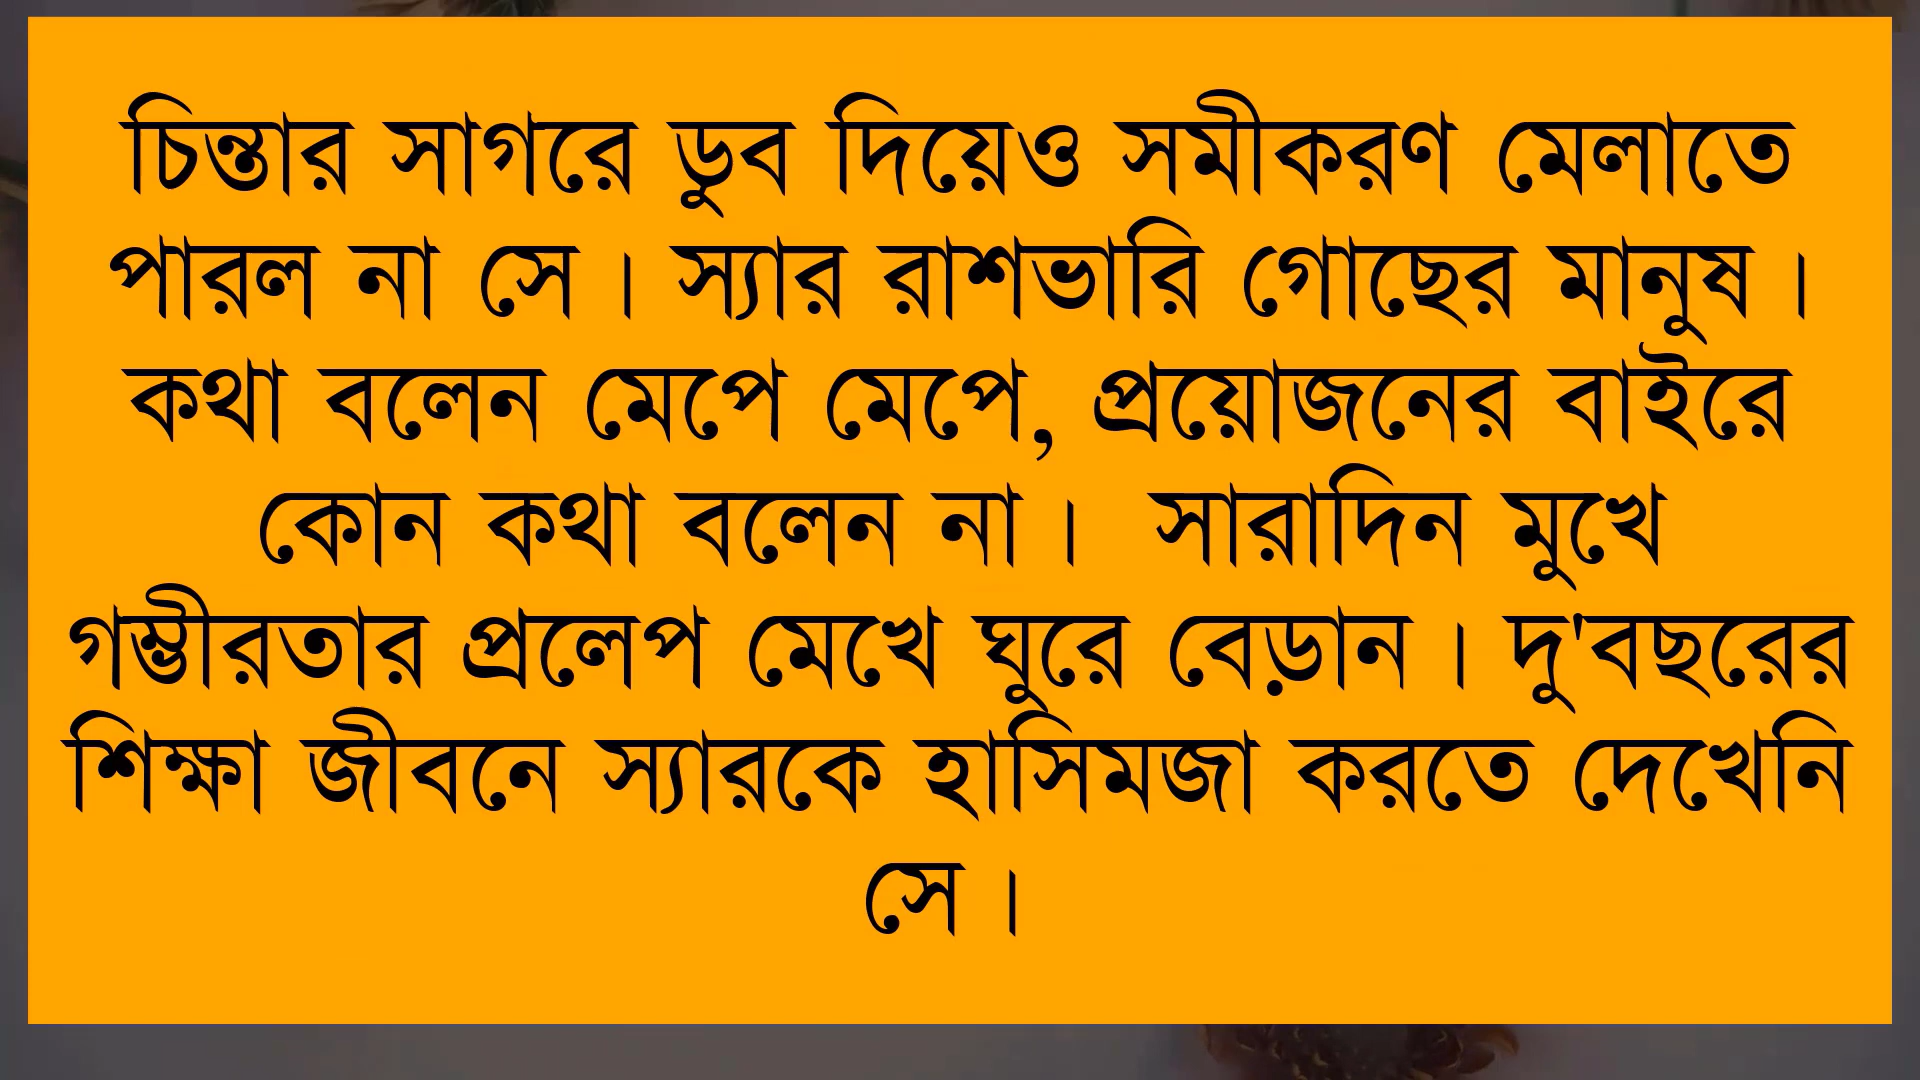 চিন্তার সাগরে ডুব দিয়েও সমীকরণ মেলাতে
পারল না সে। স্যার রাশভারি গোছের মানুষ।
কথা বলেন মেপে মেপে, প্রয়োজনের বাইরে
কোন কথা বলেন না। সারাদিন মুখে
গম্ভীরতার প্রলেপ মেখে ঘুরে বেড়ান। দু'বছরের
শিক্ষা জীবনে স্যারকে হাসিমজা করতে দেখেনি
সে।